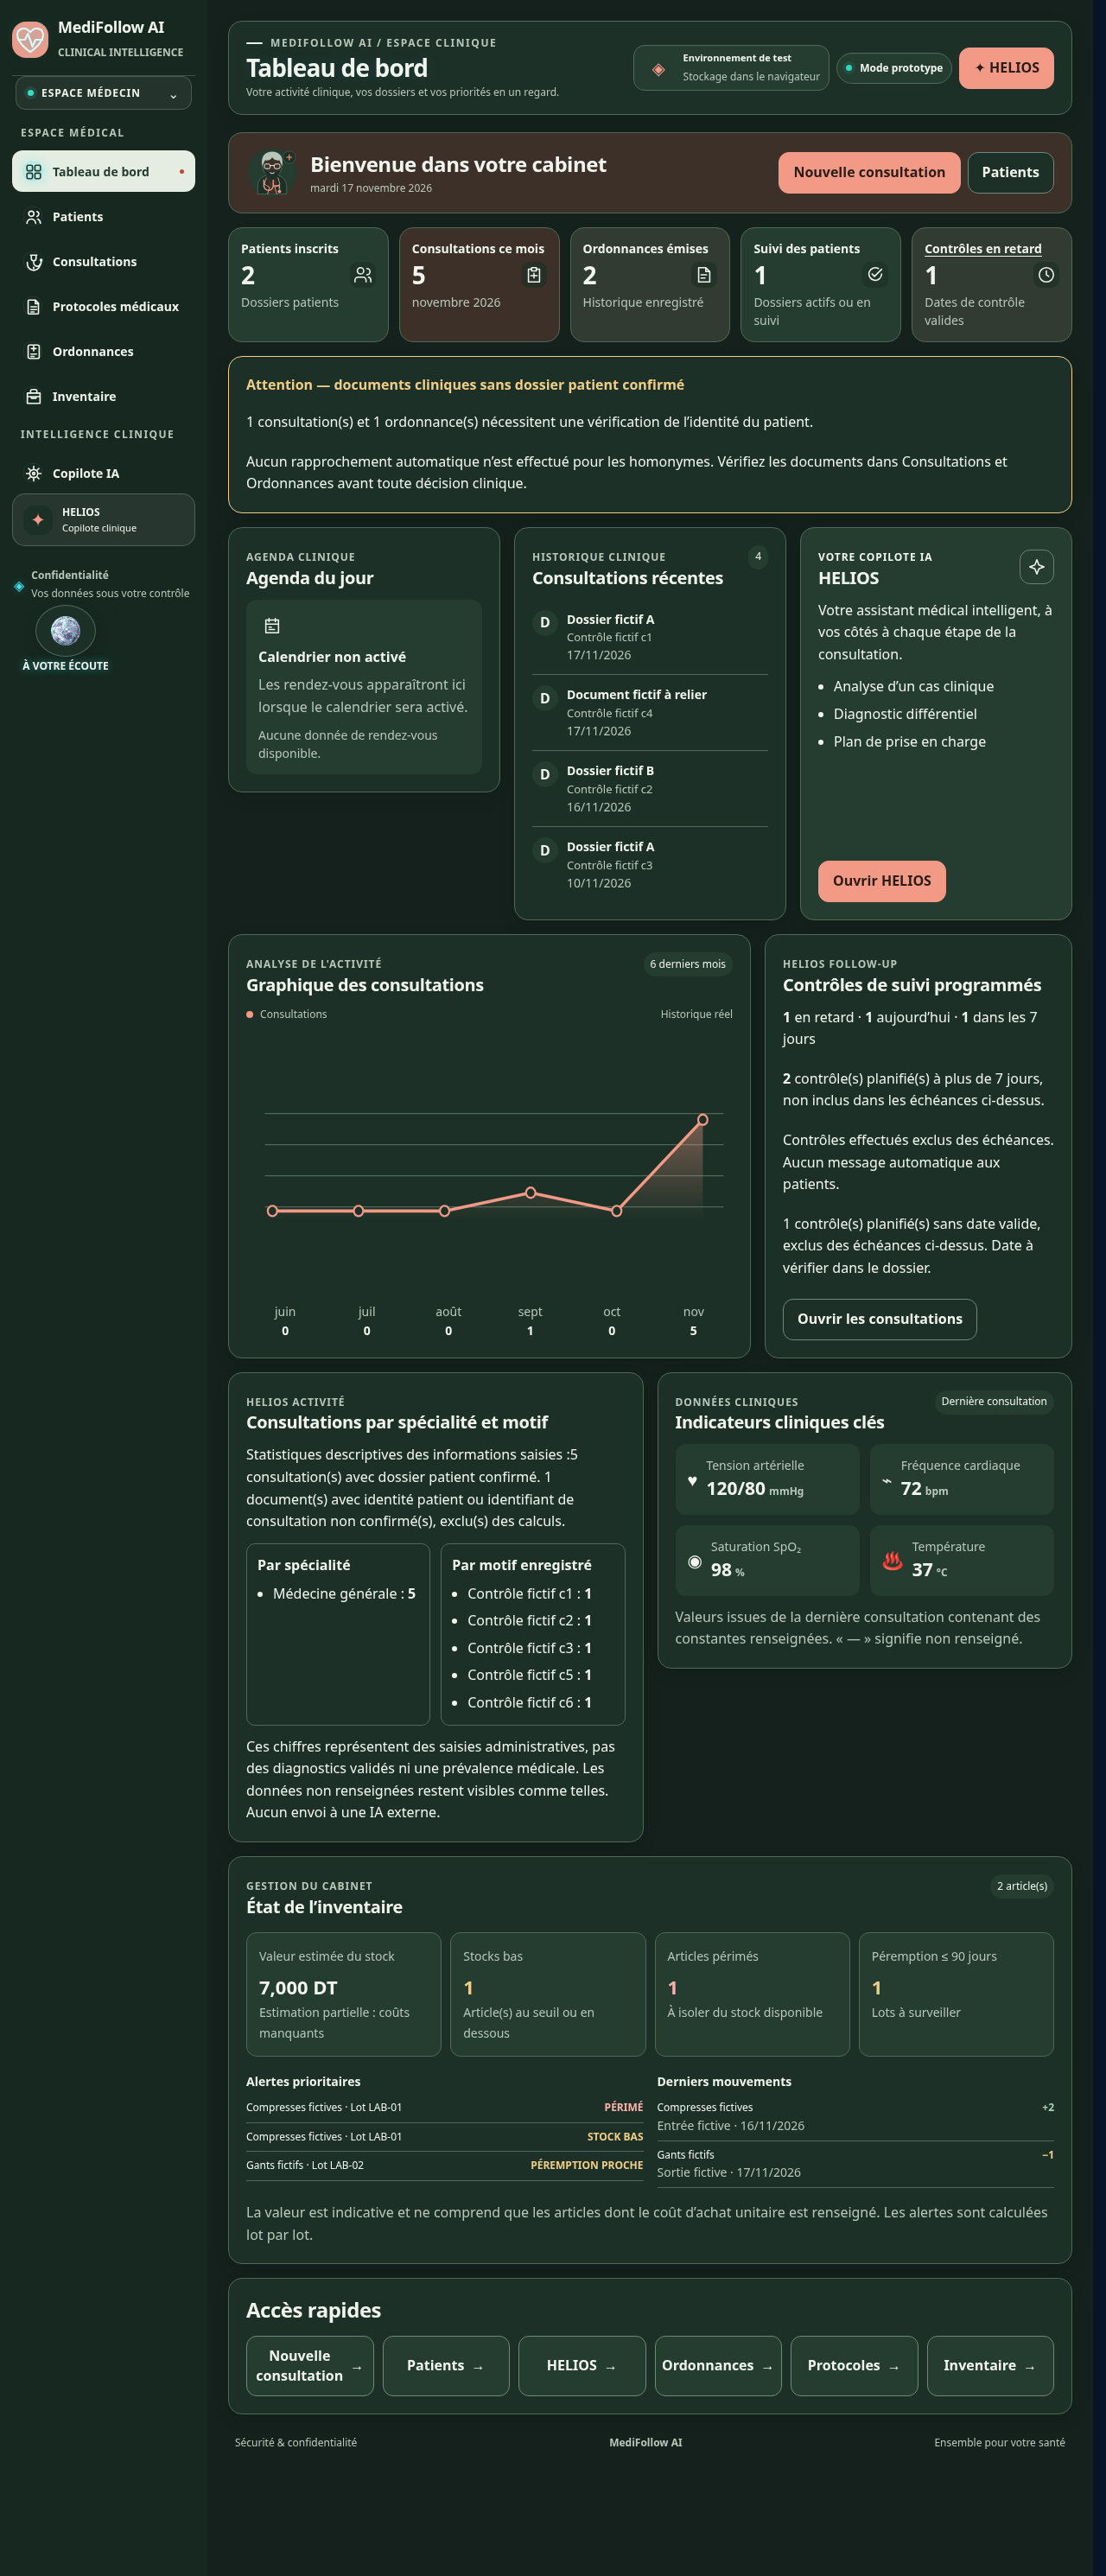 MediFollow AI
CLINICAL INTELLIGENCE
ESPACE MÉDECIN
ESPACE MÉDICAL
Tableau de bord
Patients
Consultations
Protocoles médicaux
Ordonnances
Inventaire
INTELLIGENCE CLINIQUE
Copilote IA
HELIOS
Copilote clinique
Confidentialité
Vos données sous votre contrôle
À VOTRE ÉCOUTE
MEDIFOLLOW AI / ESPACE CLINIQUE
Tableau de bord
Votre activité clinique, vos dossiers et vos priorités en un regard.
Environnement de test
Stockage dans le navigateur
Mode prototype
✦ HELIOS
Bienvenue dans votre cabinet
mardi 17 novembre 2026
Nouvelle consultation
Patients
Patients inscrits
2
Dossiers patients
Consultations ce mois
5
novembre 2026
Ordonnances émises
2
Historique enregistré
Suivi des patients
1
Dossiers actifs ou en
suivi
Contrôles en retard
1
Dates de contrôle
valides
Attention — documents cliniques sans dossier patient confirmé
1 consultation(s) et 1 ordonnance(s) nécessitent une vérification de l’identité du patient.
Aucun rapprochement automatique n’est effectué pour les homonymes. Vérifiez les documents dans Consultations et
Ordonnances avant toute décision clinique.
AGENDA CLINIQUE
Agenda du jour
Calendrier non activé
Les rendez-vous apparaîtront ici
lorsque le calendrier sera activé.
Aucune donnée de rendez-vous
disponible.
HISTORIQUE CLINIQUE
4
Consultations récentes
D
Dossier fictif A
Contrôle fictif c1
17/11/2026
D
Document fictif à relier
Contrôle fictif c4
17/11/2026
D
Dossier fictif B
Contrôle fictif c2
16/11/2026
D
Dossier fictif A
Contrôle fictif c3
10/11/2026
VOTRE COPILOTE IA
HELIOS
Votre assistant médical intelligent, à
vos côtés à chaque étape de la
consultation.
• Analyse d’un cas clinique
• Diagnostic différentiel
• Plan de prise en charge
Ouvrir HELIOS
ANALYSE DE L'ACTIVITÉ
6 derniers mois
Graphique des consultations
Consultations
Historique réel
juin juil août sept oct nov
0 0 0 1 0 5
HELIOS FOLLOW-UP
Contrôles de suivi programmés
1 en retard · 1 aujourd’hui · 1 dans les 7
jours
2 contrôle(s) planifié(s) à plus de 7 jours,
non inclus dans les échéances ci-dessus.
Contrôles effectués exclus des échéances.
Aucun message automatique aux
patients.
1 contrôle(s) planifié(s) sans date valide,
exclus des échéances ci-dessus. Date à
vérifier dans le dossier.
Ouvrir les consultations
HELIOS ACTIVITÉ
Consultations par spécialité et motif
Statistiques descriptives des informations saisies :5
consultation(s) avec dossier patient confirmé. 1
document(s) avec identité patient ou identifiant de
consultation non confirmé(s), exclu(s) des calculs.
Par spécialité
• Médecine générale : 5
Par motif enregistré
• Contrôle fictif c1 : 1
• Contrôle fictif c2 : 1
• Contrôle fictif c3 : 1
• Contrôle fictif c5 : 1
• Contrôle fictif c6 : 1
Ces chiffres représentent des saisies administratives, pas
des diagnostics validés ni une prévalence médicale. Les
données non renseignées restent visibles comme telles.
Aucun envoi à une IA externe.
DONNÉES CLINIQUES
Dernière consultation
Indicateurs cliniques clés
Tension artérielle
120/80 mmHg
Fréquence cardiaque
72 bpm
Saturation SpO₂
98 %
Température
37 °C
Valeurs issues de la dernière consultation contenant des
constantes renseignées. « — » signifie non renseigné.
GESTION DU CABINET
2 article(s)
État de l’inventaire
Valeur estimée du stock
7,000 DT
Estimation partielle : coûts
manquants
Stocks bas
1
Article(s) au seuil ou en
dessous
Articles périmés
1
À isoler du stock disponible
Péremption ≤ 90 jours
1
Lots à surveiller
Alertes prioritaires
Compresses fictives · Lot LAB-01 PÉRIMÉ
Compresses fictives · Lot LAB-01 STOCK BAS
Gants fictifs · Lot LAB-02 PÉREMPTION PROCHE
Derniers mouvements
Compresses fictives +2
Entrée fictive · 16/11/2026
Gants fictifs −1
Sortie fictive · 17/11/2026
La valeur est indicative et ne comprend que les articles dont le coût d’achat unitaire est renseigné. Les alertes sont calculées
lot par lot.
Accès rapides
Nouvelle
consultation →
Patients →
HELIOS →
Ordonnances →
Protocoles →
Inventaire →
Sécurité & confidentialité
MediFollow AI
Ensemble pour votre santé